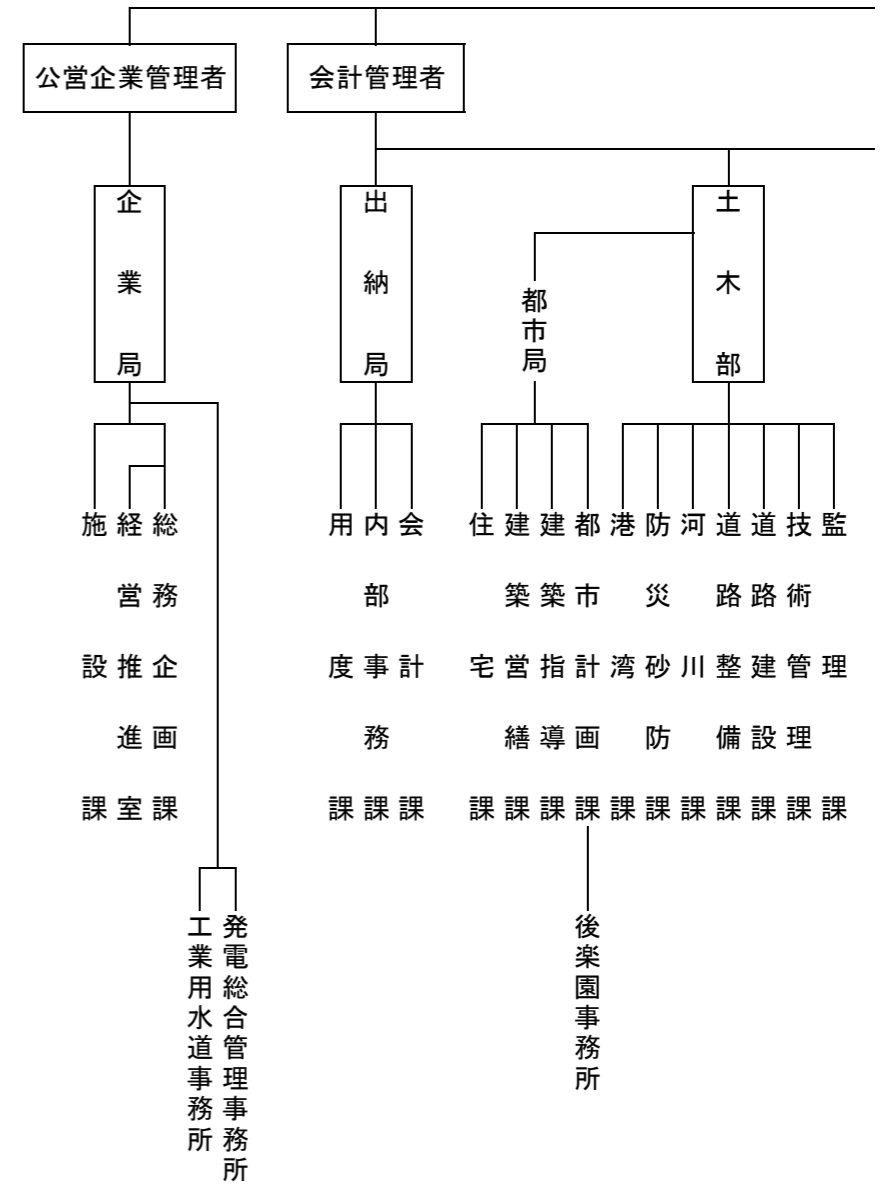 公営企業管理者
会計管理者
土木部
出納局
企業局
都市局
監理課
技術管理課
道路建設課
道路整備課
河川課
防災砂防課
港湾課
都市計画課
建築指導課
建築営繕課
住宅課
会計課
内部事務課
用度課
総務企画課
経営推進室
施設課
後楽園事務所
発電総合管理事務所
工業用水道事務所